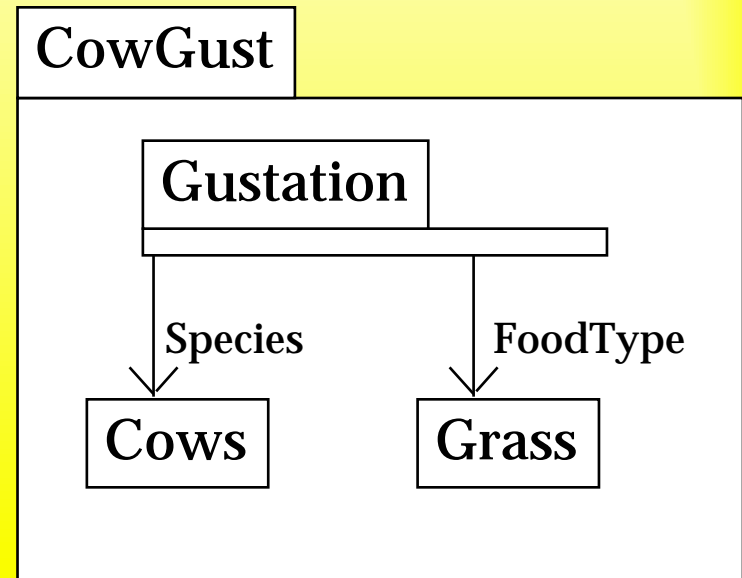 CowGust
Gustation
Species
FoodType
Cows
Grass